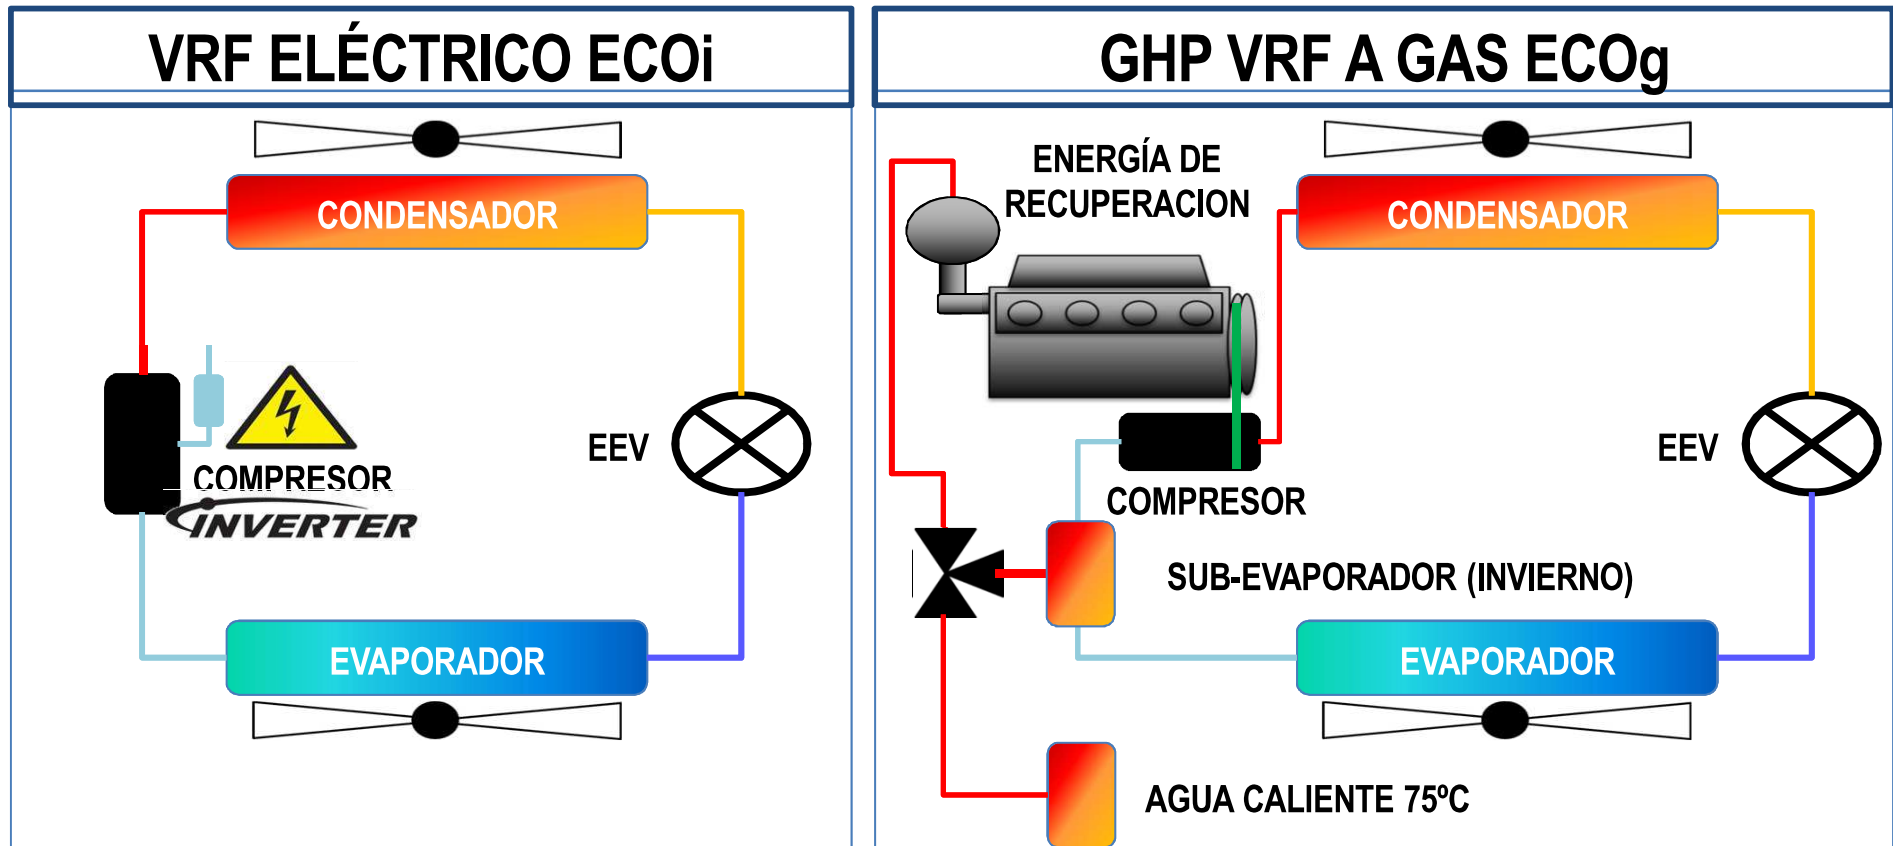 VRF ELÉCTRICO ECOi
CONDENSADOR
EEV
COMPRESOR
INVERTER
EVAPORADOR
GHP VRF A GAS ECOg
ENERGÍA DE
RECUPERACION
CONDENSADOR
EEV
COMPRESOR
SUB-EVAPORADOR (INVIERNO)
EVAPORADOR
AGUA CALIENTE 75ºC